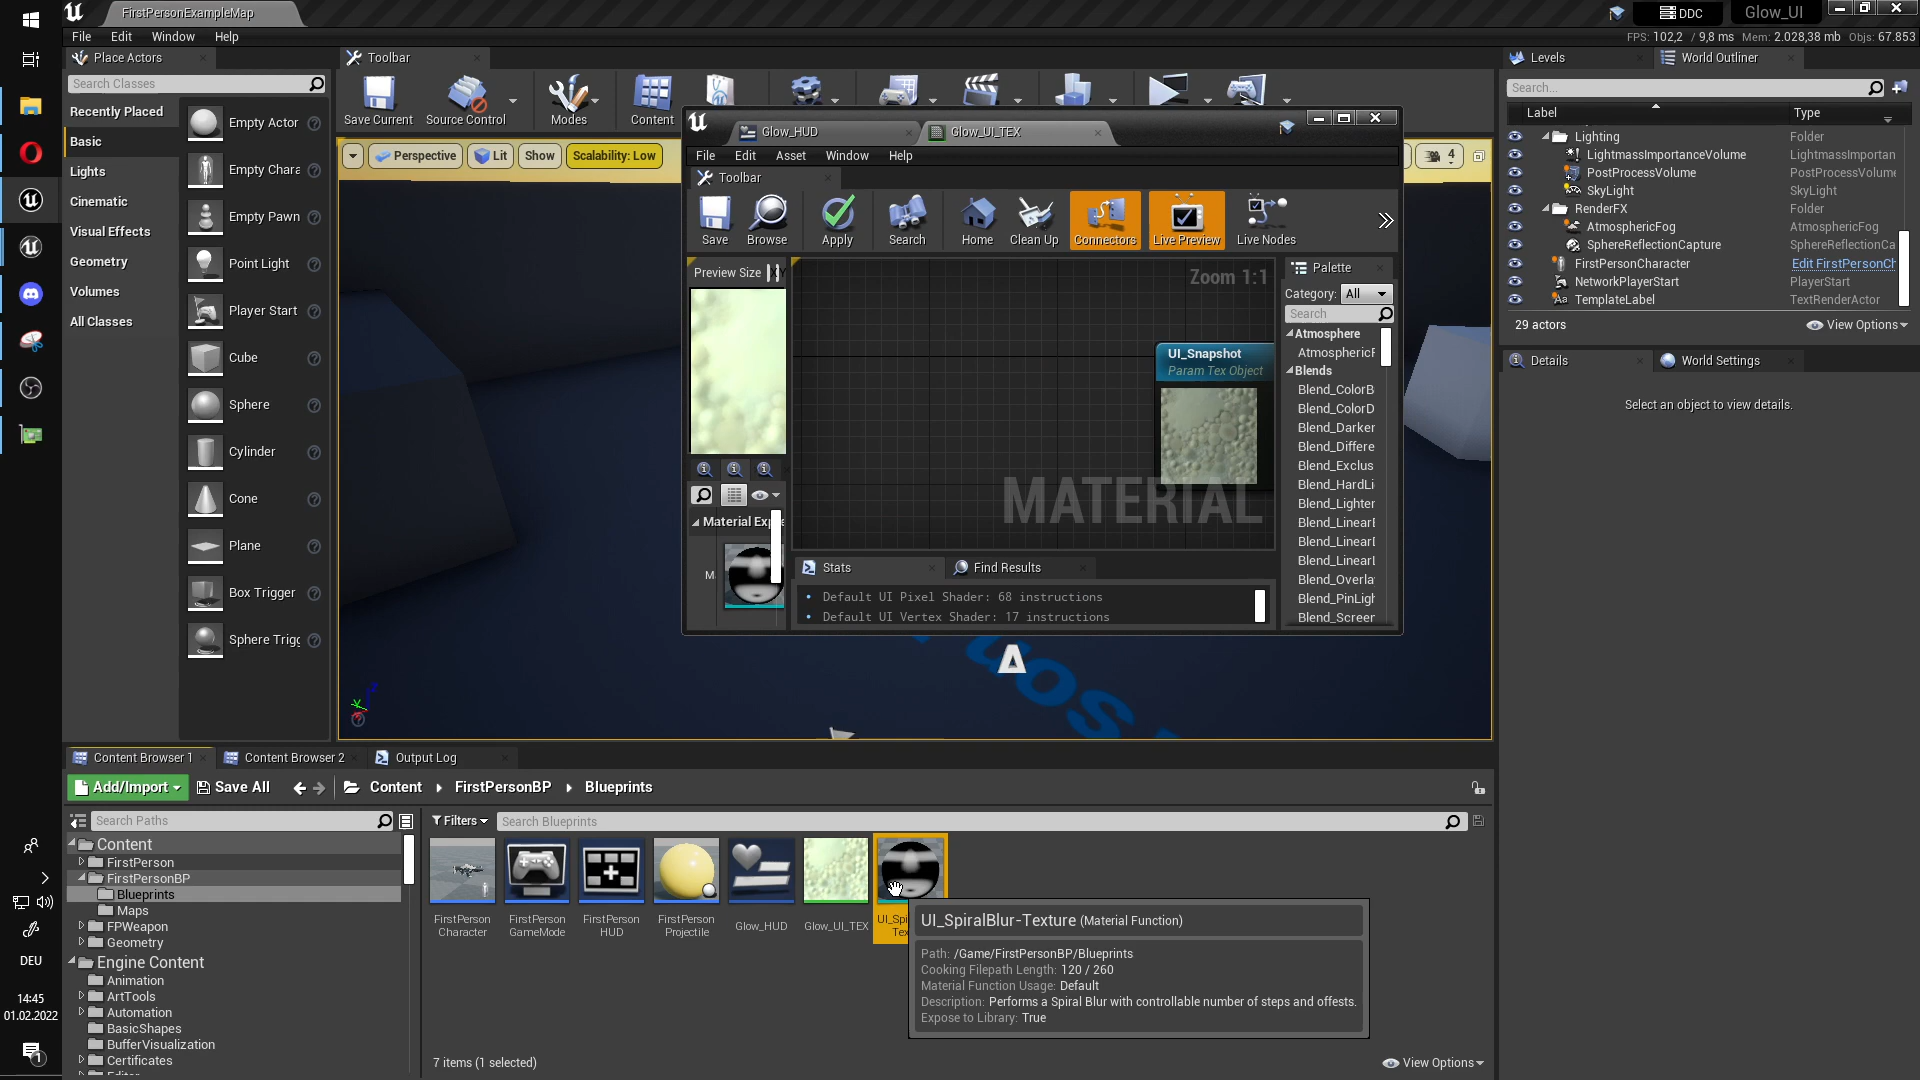 FirstPersonExampleMap
DDC
Glow_UI
File Edit Window Help
FPS: 102,2 / 9,8 ms Mem: 2.028,38 mb Objs: 67.853
Place Actors
Search Classes
Recently Placed
Basic
Lights
Cinematic
Visual Effects
Geometry
Volumes
All Classes
Empty Actor
Empty Chara
Empty Pawn
Point Light
Player Start
Cube
Sphere
Cylinder
Cone
Plane
Box Trigger
Sphere Trigg
Toolbar
Save Current
Source Control
Modes
Content
Perspective
Lit
Show
Scalability: Low
4
Glow_HUD
Glow_UI_TEX
File Edit Asset Window Help
Toolbar
Save
Browse
Apply
Search
Home
Clean Up
Connectors
Live Preview
Live Nodes
Preview Size
Zoom 1:1
UI_Snapshot
Param Tex Object
MATERIAL
Material Exp
M
Stats
Find Results
• Default UI Pixel Shader: 68 instructions
• Default UI Vertex Shader: 17 instructions
Palette
Category: All
Search
Atmosphere
AtmosphericF
Blends
Blend_ColorB
Blend_ColorD
Blend_Darken
Blend_Differe
Blend_Exclus
Blend_HardLi
Blend_Lighten
Blend_LinearB
Blend_LinearD
Blend_LinearL
Blend_Overla
Blend_PinLigh
Blend_Screen
Levels
World Outliner
Search...
Label Type
Lighting Folder
LightmassImportanceVolume LightmassImportan
PostProcessVolume PostProcessVolume
SkyLight SkyLight
RenderFX Folder
AtmosphericFog AtmosphericFog
SphereReflectionCapture SphereReflectionCa
FirstPersonCharacter Edit FirstPersonCh
NetworkPlayerStart PlayerStart
TemplateLabel TextRenderActor
29 actors
View Options
Details
World Settings
Select an object to view details.
Content Browser 1
Content Browser 2
Output Log
Add/Import
Save All
Content
FirstPersonBP
Blueprints
Search Paths
Filters
Search Blueprints
Content
FirstPerson
FirstPersonBP
Blueprints
Maps
FPWeapon
Geometry
Engine Content
Animation
ArtTools
Automation
BasicShapes
BufferVisualization
Certificates
FirstPerson
Character
FirstPerson
GameMode
FirstPerson
HUD
FirstPerson
Projectile
Glow_HUD
Glow_UI_TEX
UI_Spi
Tex
UI_SpiralBlur-Texture (Material Function)
Path: /Game/FirstPersonBP/Blueprints
Cooking Filepath Length: 120 / 260
Material Function Usage: Default
Description: Performs a Spiral Blur with controllable number of steps and offests.
Expose to Library: True
7 items (1 selected)
View Options
DEU
14:45
01.02.2022
1